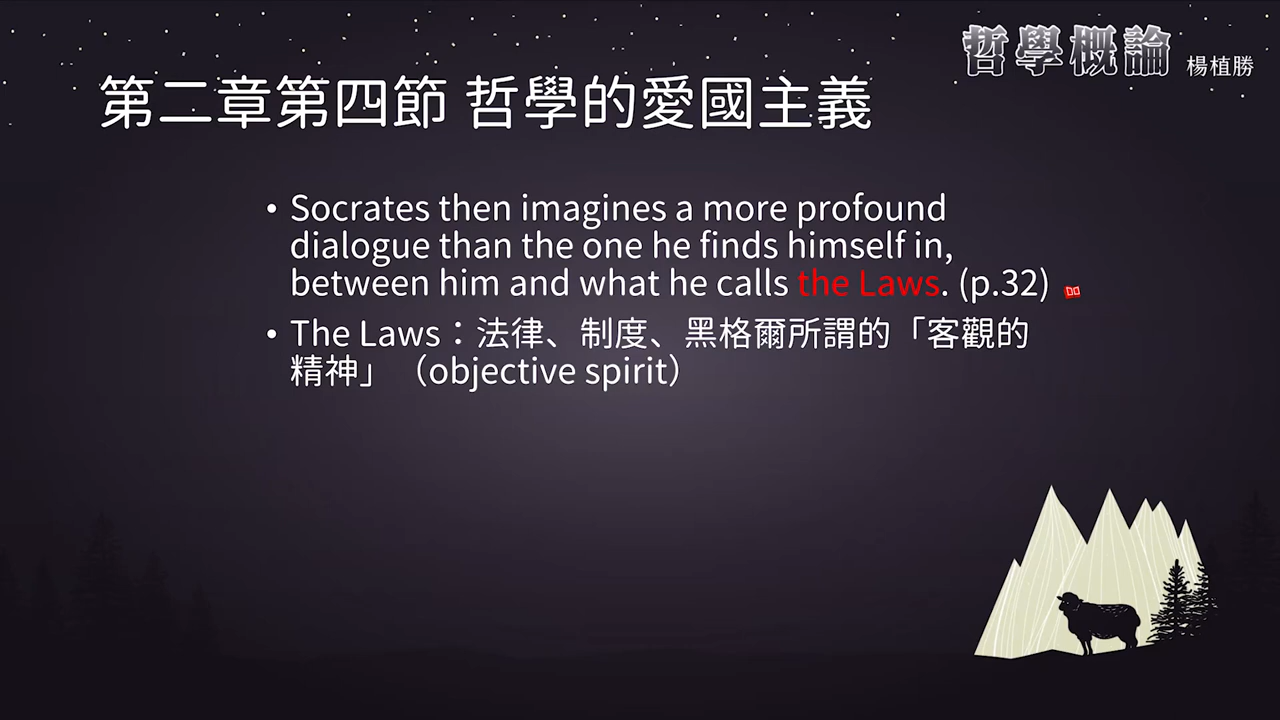 哲學概論 楊植勝
第二章第四節 哲學的愛國主義
• Socrates then imagines a more profound
dialogue than the one he finds himself in,
between him and what he calls the Laws. (p.32)
• The Laws：法律、制度、黑格爾所謂的「客觀的
精神」（objective spirit）